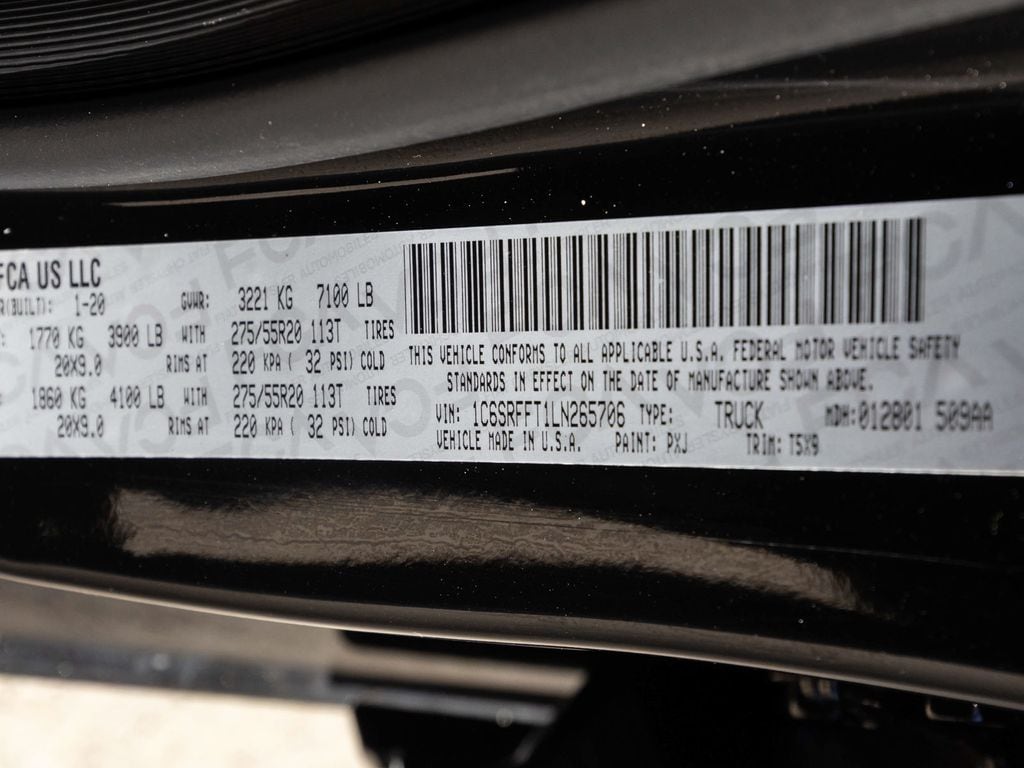 FCA US LLC
R(BUILT): 1-20 GVWR: 3221 KG 7100 LB
: 1770 KG 3900 LB WITH 275/55R20 113T TIRES
20X9.0 RIMS AT 220 KPA ( 32 PSI) COLD
: 1860 KG 4100 LB WITH 275/55R20 113T TIRES
20X9.0 RIMS AT 220 KPA ( 32 PSI) COLD
THIS VEHICLE CONFORMS TO ALL APPLICABLE U.S.A. FEDERAL MOTOR VEHICLE SAFETY
STANDARDS IN EFFECT ON THE DATE OF MANUFACTURE SHOWN ABOVE.
VIN: 1C6SRFFT1LN265706 TYPE: TRUCK MDH:012801 509AA
VEHICLE MADE IN U.S.A. PAINT: PXJ TRIM: T5X9